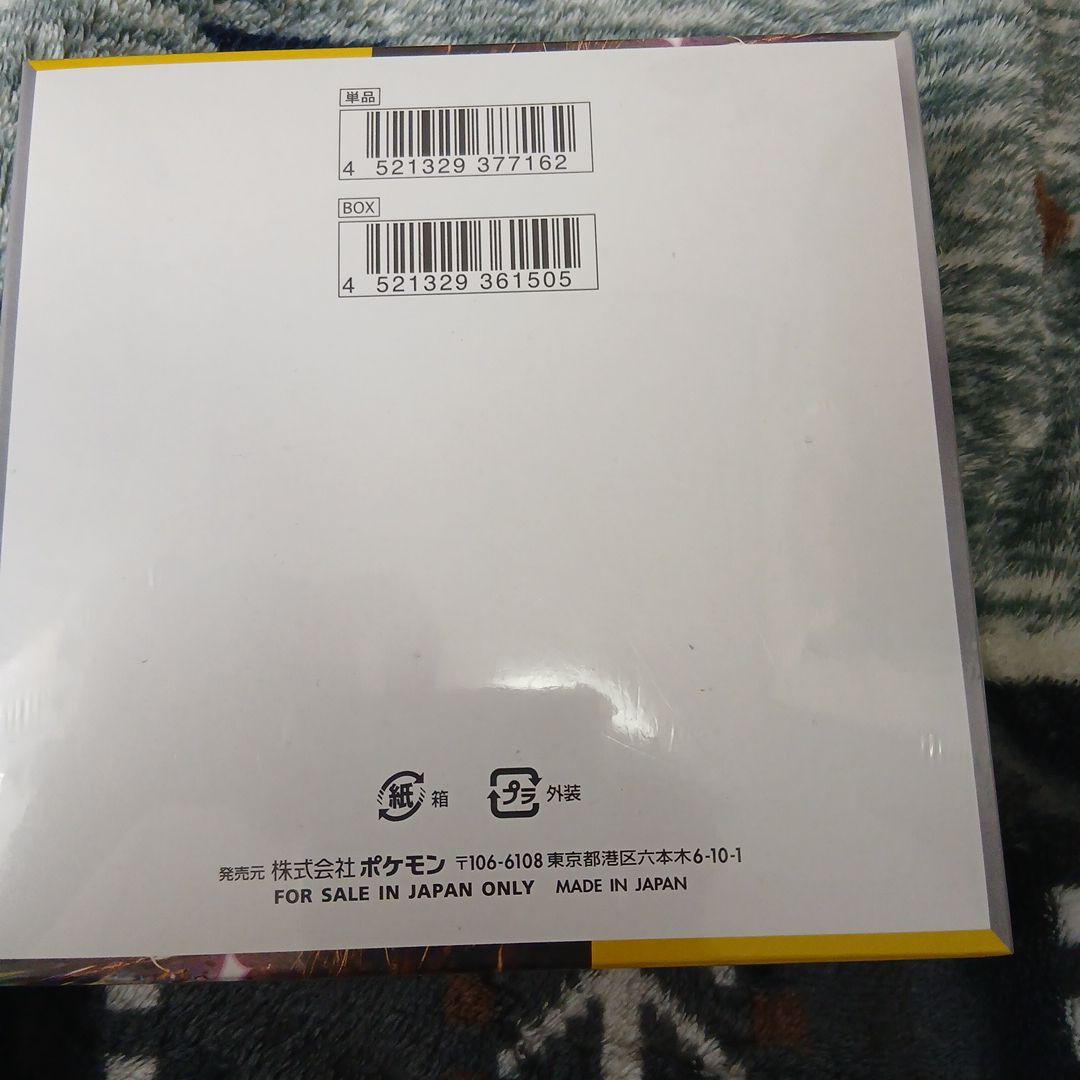 単品
4 521329 377162
BOX
4 521329 361505
紙 箱 プラ 外装
発売元 株式会社 ポケモン 〒106-6108 東京都港区六本木6-10-1
FOR SALE IN JAPAN ONLY MADE IN JAPAN